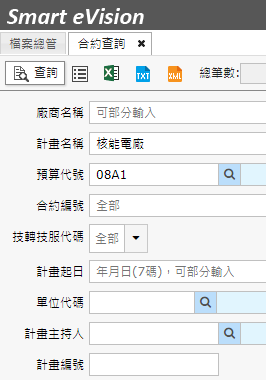 Smart eVision
檔案總管 合約查詢 ×
查詢 TXT XML 總筆數:
廠商名稱 可部分輸入
計畫名稱 核能電廠
預算代號 08A1
合約編號 全部
技轉技服代碼 全部
計畫起日 年月日(7碼)，可部分輸入
單位代碼
計畫主持人
計畫編號